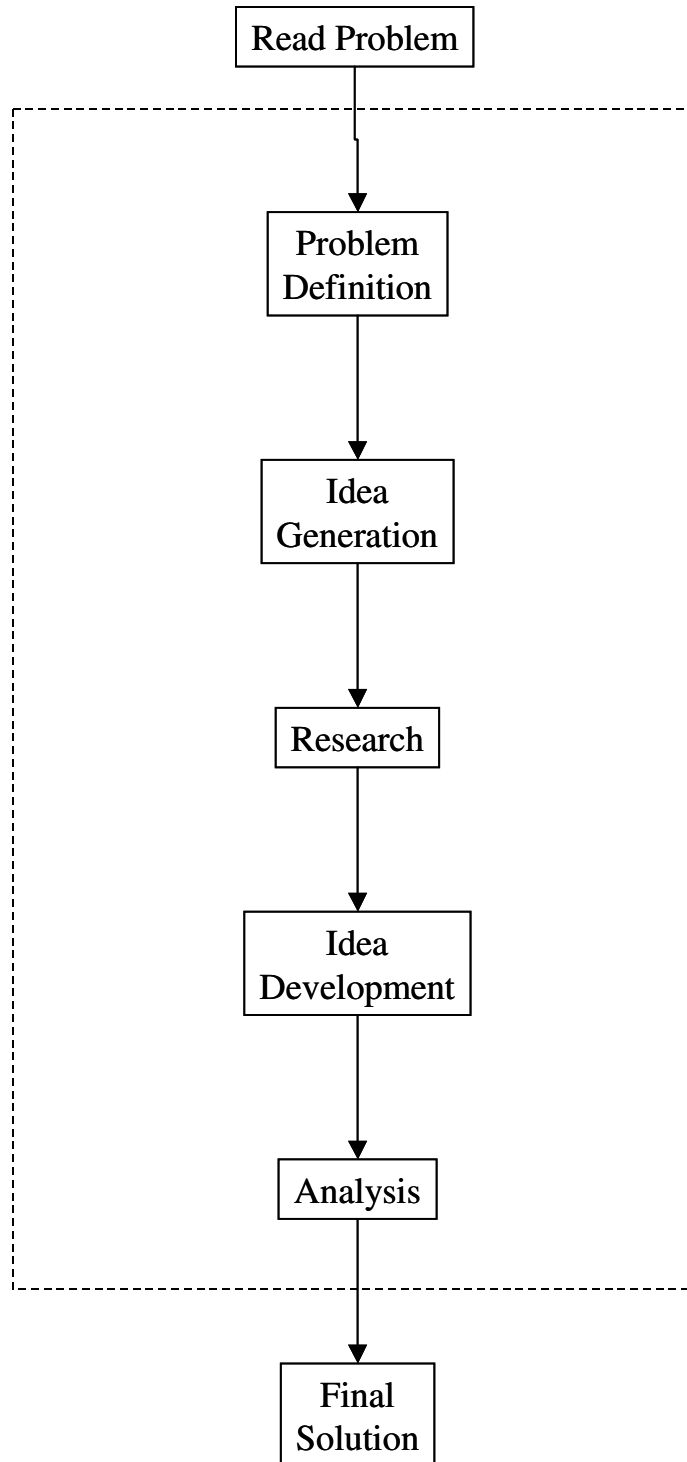 Read Problem
Problem
Definition
Idea
Generation
Research
Idea
Development
Analysis
Final
Solution